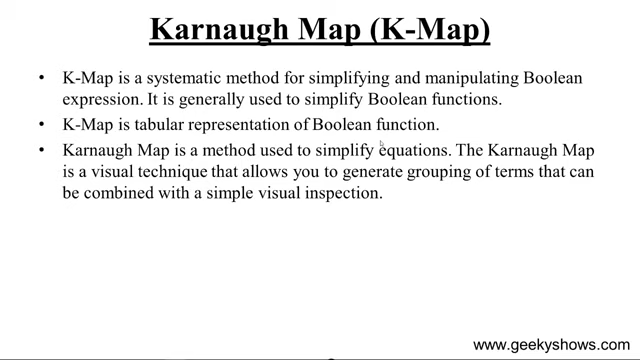 Karnaugh Map (K-Map)
• K-Map is a systematic method for simplifying and manipulating Boolean
expression. It is generally used to simplify Boolean functions.
• K-Map is tabular representation of Boolean function.
• Karnaugh Map is a method used to simplify equations. The Karnaugh Map
is a visual technique that allows you to generate grouping of terms that can
be combined with a simple visual inspection.
www.geekyshows.com